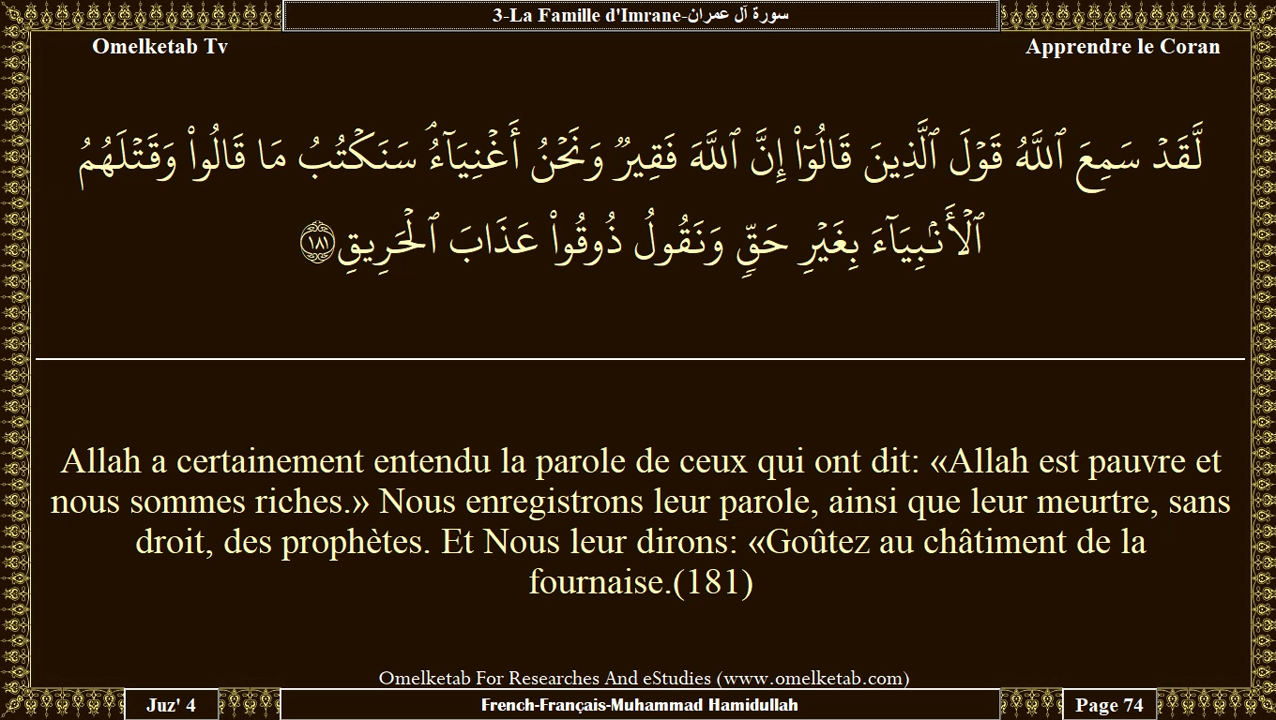 3-La Famille d'Imrane-سورة آل عمران
Omelketab Tv
Apprendre le Coran
لَّقَدْ سَمِعَ ٱللَّهُ قَوْلَ ٱلَّذِينَ قَالُوٓا۟ إِنَّ ٱللَّهَ فَقِيرٌ وَنَحْنُ أَغْنِيَآءُ ۘ سَنَكْتُبُ مَا قَالُوا۟ وَقَتْلَهُمُ
ٱلْأَنۢبِيَآءَ بِغَيْرِ حَقٍّ وَنَقُولُ ذُوقُوا۟ عَذَابَ ٱلْحَرِيقِ ١٨١
Allah a certainement entendu la parole de ceux qui ont dit: «Allah est pauvre et
nous sommes riches.» Nous enregistrons leur parole, ainsi que leur meurtre, sans
droit, des prophètes. Et Nous leur dirons: «Goûtez au châtiment de la
fournaise.(181)
Omelketab For Researches And eStudies (www.omelketab.com)
Juz' 4
French-Français-Muhammad Hamidullah
Page 74